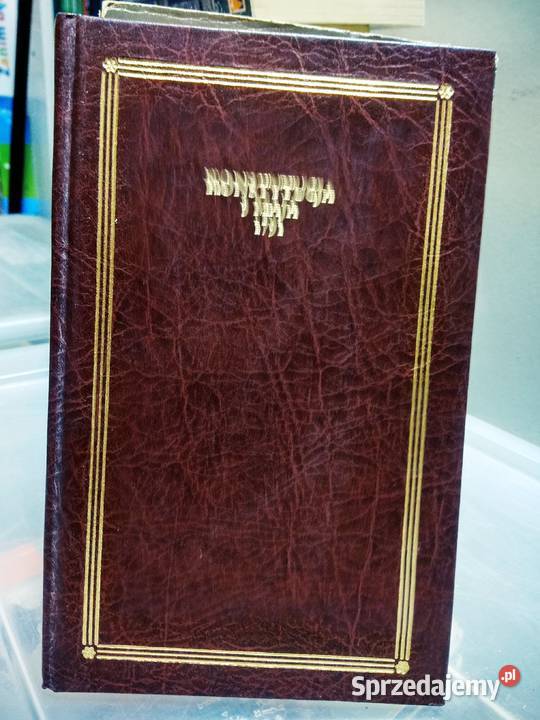 KONSTYTUCJA
3 MAJA
1791
Sprzedajemy.pl